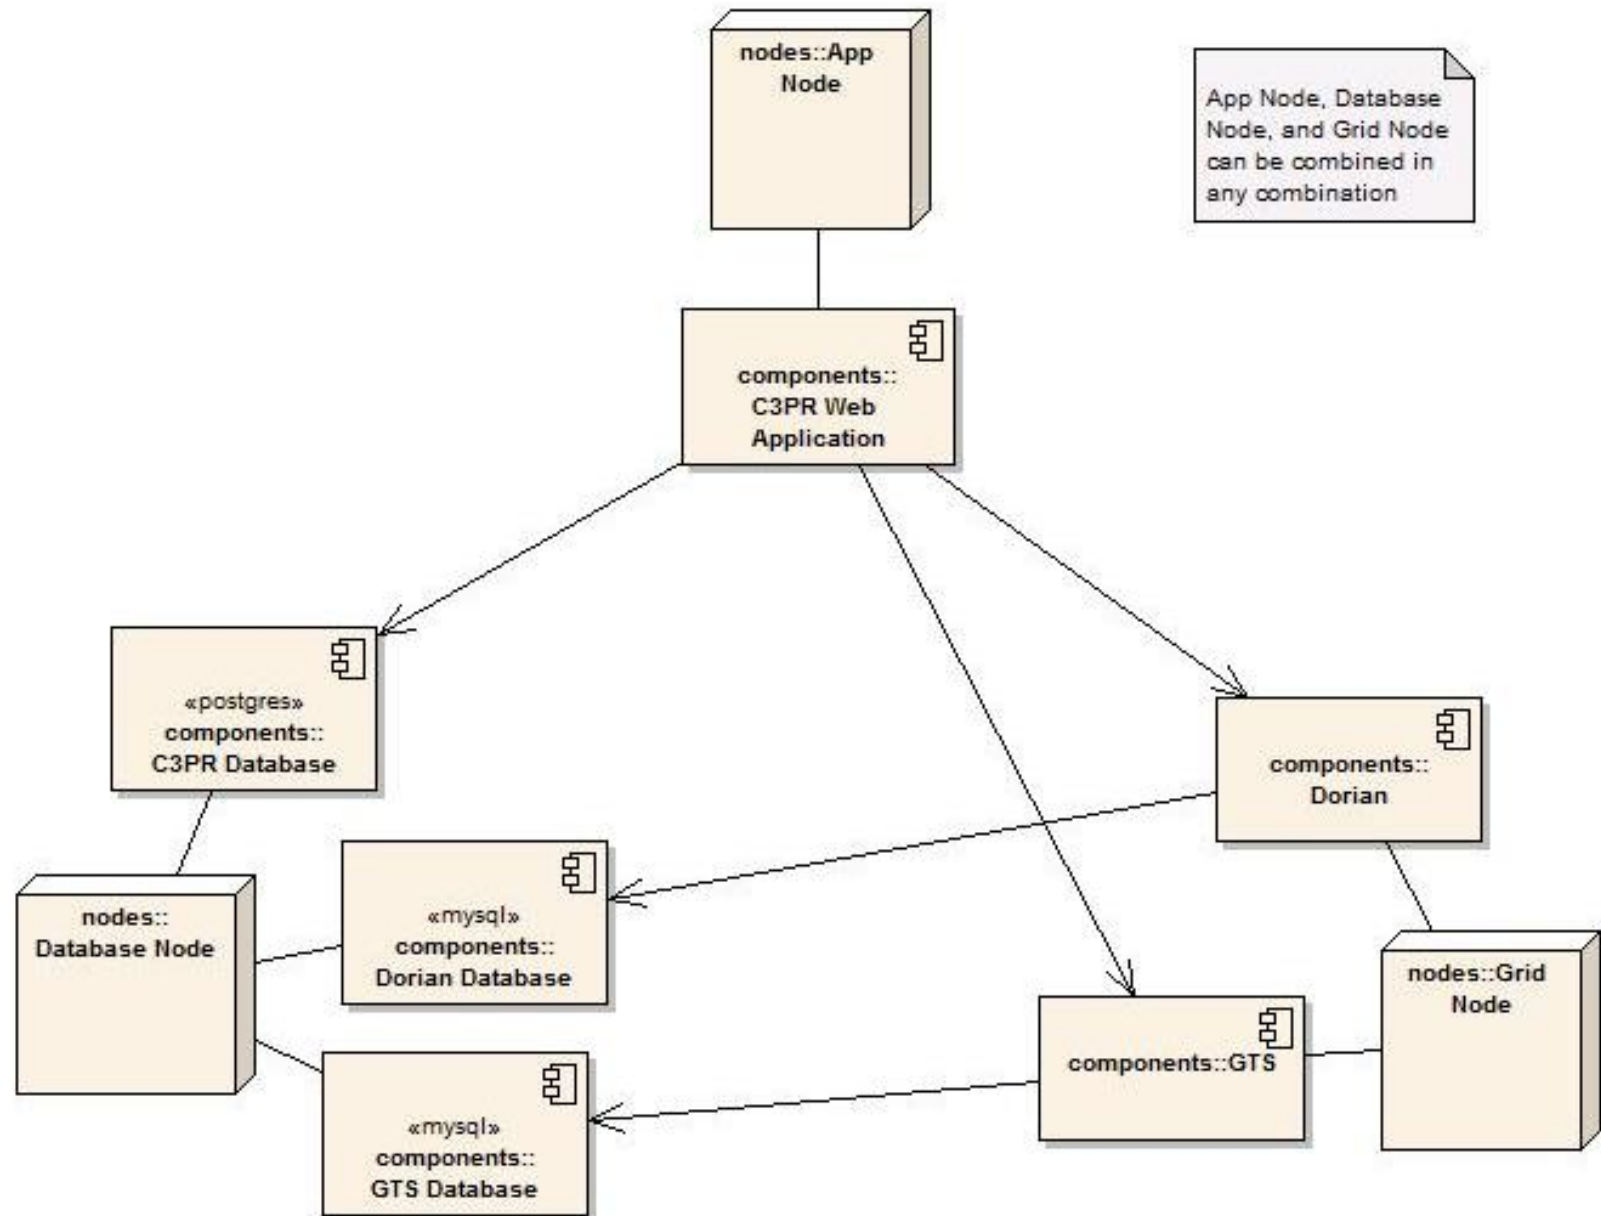 nodes::App
Node
App Node, Database
Node, and Grid Node
can be combined in
any combination
components::
C3PR Web
Application
«postgres»
components::
C3PR Database
components::
Dorian
nodes::
Database Node
«mysql»
components::
Dorian Database
nodes::Grid
Node
components::GTS
«mysql»
components::
GTS Database